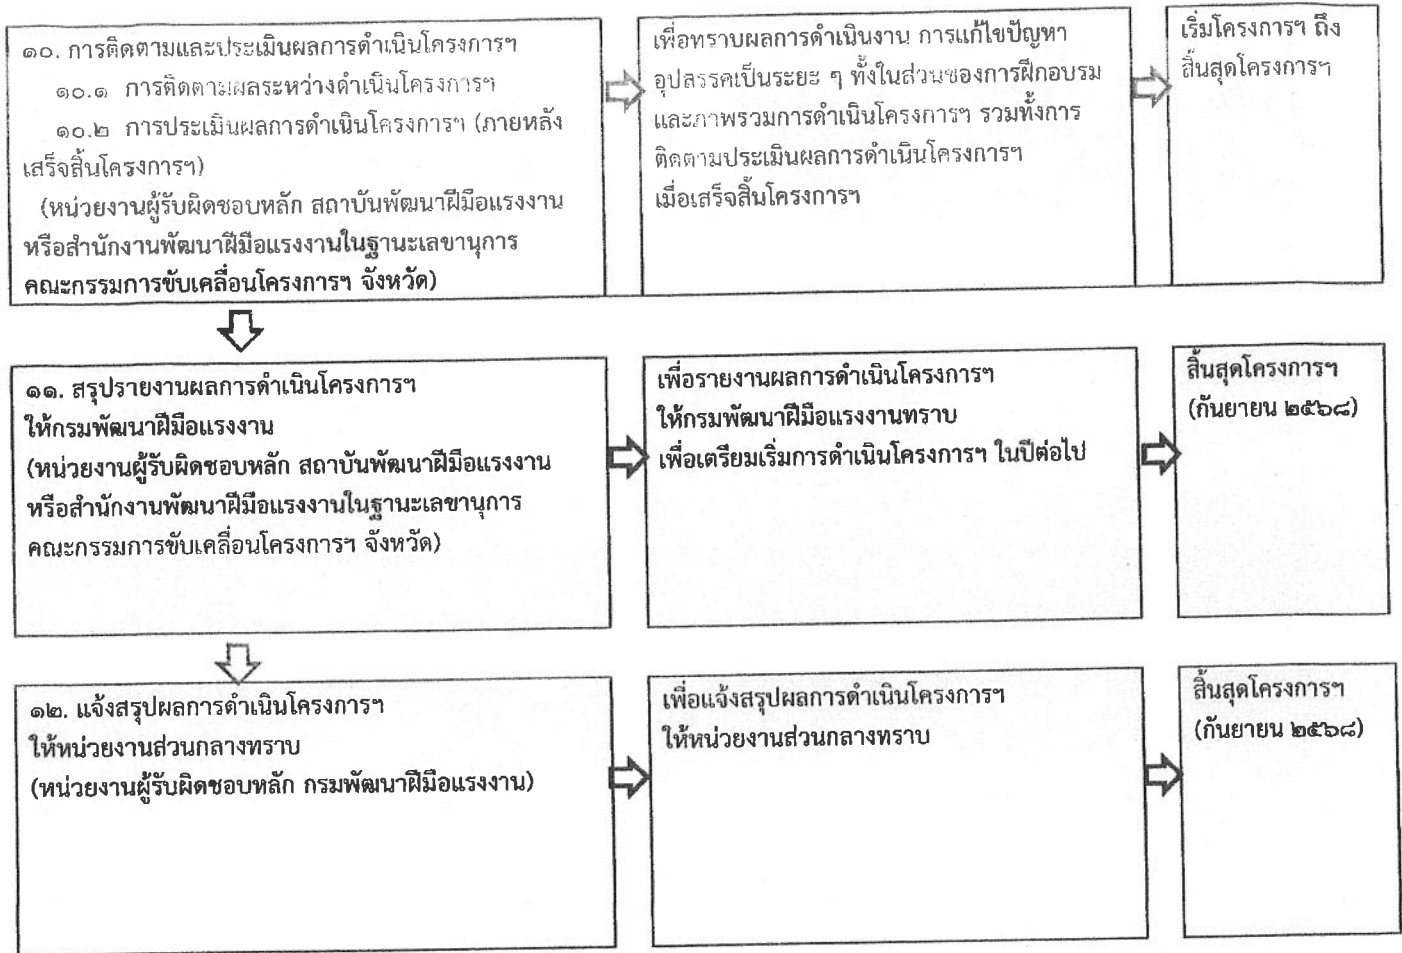 ๑๐. การติดตามและประเมินผลการดำเนินโครงการฯ
๑๐.๑ การติดตามผลระหว่างดำเนินโครงการฯ
๑๐.๒ การประเมินผลการดำเนินโครงการฯ (ภายหลัง
เสร็จสิ้นโครงการฯ)
(หน่วยงานผู้รับผิดชอบหลัก สถาบันพัฒนาฝีมือแรงงาน
หรือสำนักงานพัฒนาฝีมือแรงงานในฐานะเลขานุการ
คณะกรรมการขับเคลื่อนโครงการฯ จังหวัด)
เพื่อทราบผลการดำเนินงาน การแก้ไขปัญหา
อุปสรรคเป็นระยะ ๆ ทั้งในส่วนของการฝึกอบรม
และภาพรวมการดำเนินโครงการฯ รวมทั้งการ
ติดตามประเมินผลการดำเนินโครงการฯ
เมื่อเสร็จสิ้นโครงการฯ
เริ่มโครงการฯ ถึง
สิ้นสุดโครงการฯ
๑๑. สรุปรายงานผลการดำเนินโครงการฯ
ให้กรมพัฒนาฝีมือแรงงาน
(หน่วยงานผู้รับผิดชอบหลัก สถาบันพัฒนาฝีมือแรงงาน
หรือสำนักงานพัฒนาฝีมือแรงงานในฐานะเลขานุการ
คณะกรรมการขับเคลื่อนโครงการฯ จังหวัด)
เพื่อรายงานผลการดำเนินโครงการฯ
ให้กรมพัฒนาฝีมือแรงงานทราบ
เพื่อเตรียมเริ่มการดำเนินโครงการฯ ในปีต่อไป
สิ้นสุดโครงการฯ
(กันยายน ๒๕๖๘)
๑๒. แจ้งสรุปผลการดำเนินโครงการฯ
ให้หน่วยงานส่วนกลางทราบ
(หน่วยงานผู้รับผิดชอบหลัก กรมพัฒนาฝีมือแรงงาน)
เพื่อแจ้งสรุปผลการดำเนินโครงการฯ
ให้หน่วยงานส่วนกลางทราบ
สิ้นสุดโครงการฯ
(กันยายน ๒๕๖๘)